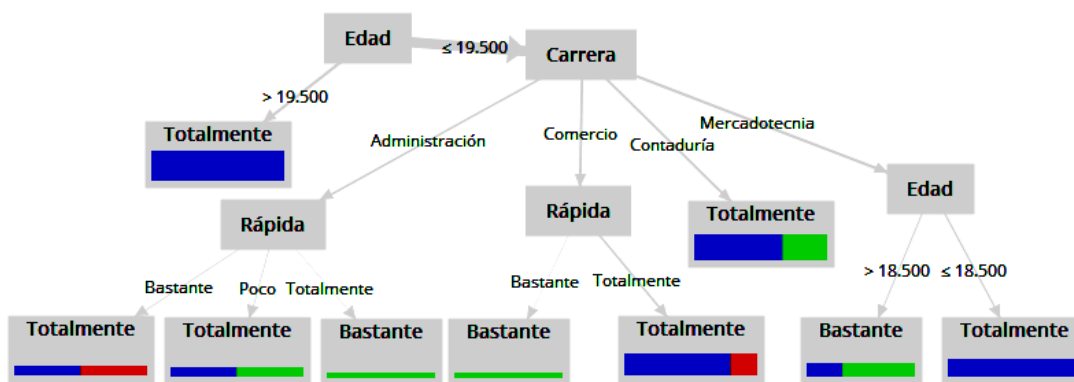 Edad
≤ 19.500
Carrera
> 19.500
Totalmente
Administración
Comercio
Contaduría
Mercadotecnia
Rápida
Rápida
Totalmente
Edad
Bastante
Poco
Totalmente
Bastante
Totalmente
> 18.500
≤ 18.500
Totalmente
Totalmente
Bastante
Bastante
Totalmente
Bastante
Totalmente